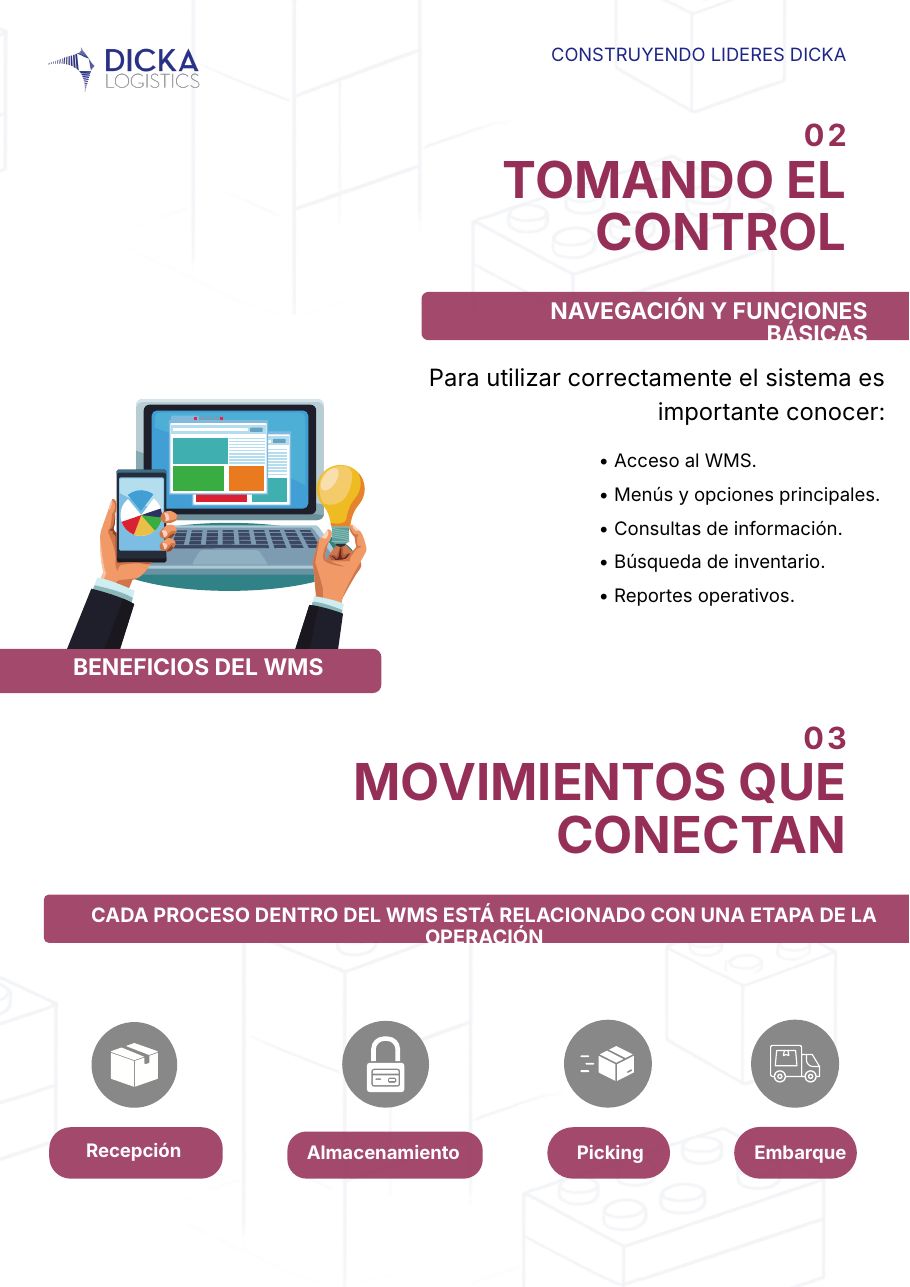 DICKA
LOGISTICS
CONSTRUYENDO LIDERES DICKA
02
TOMANDO EL
CONTROL
NAVEGACIÓN Y FUNCIONES
BÁSICAS
Para utilizar correctamente el sistema es
importante conocer:
• Acceso al WMS.
• Menús y opciones principales.
• Consultas de información.
• Búsqueda de inventario.
• Reportes operativos.
BENEFICIOS DEL WMS
03
MOVIMIENTOS QUE
CONECTAN
CADA PROCESO DENTRO DEL WMS ESTÁ RELACIONADO CON UNA ETAPA DE LA
OPERACIÓN
Recepción
Almacenamiento
Picking
Embarque